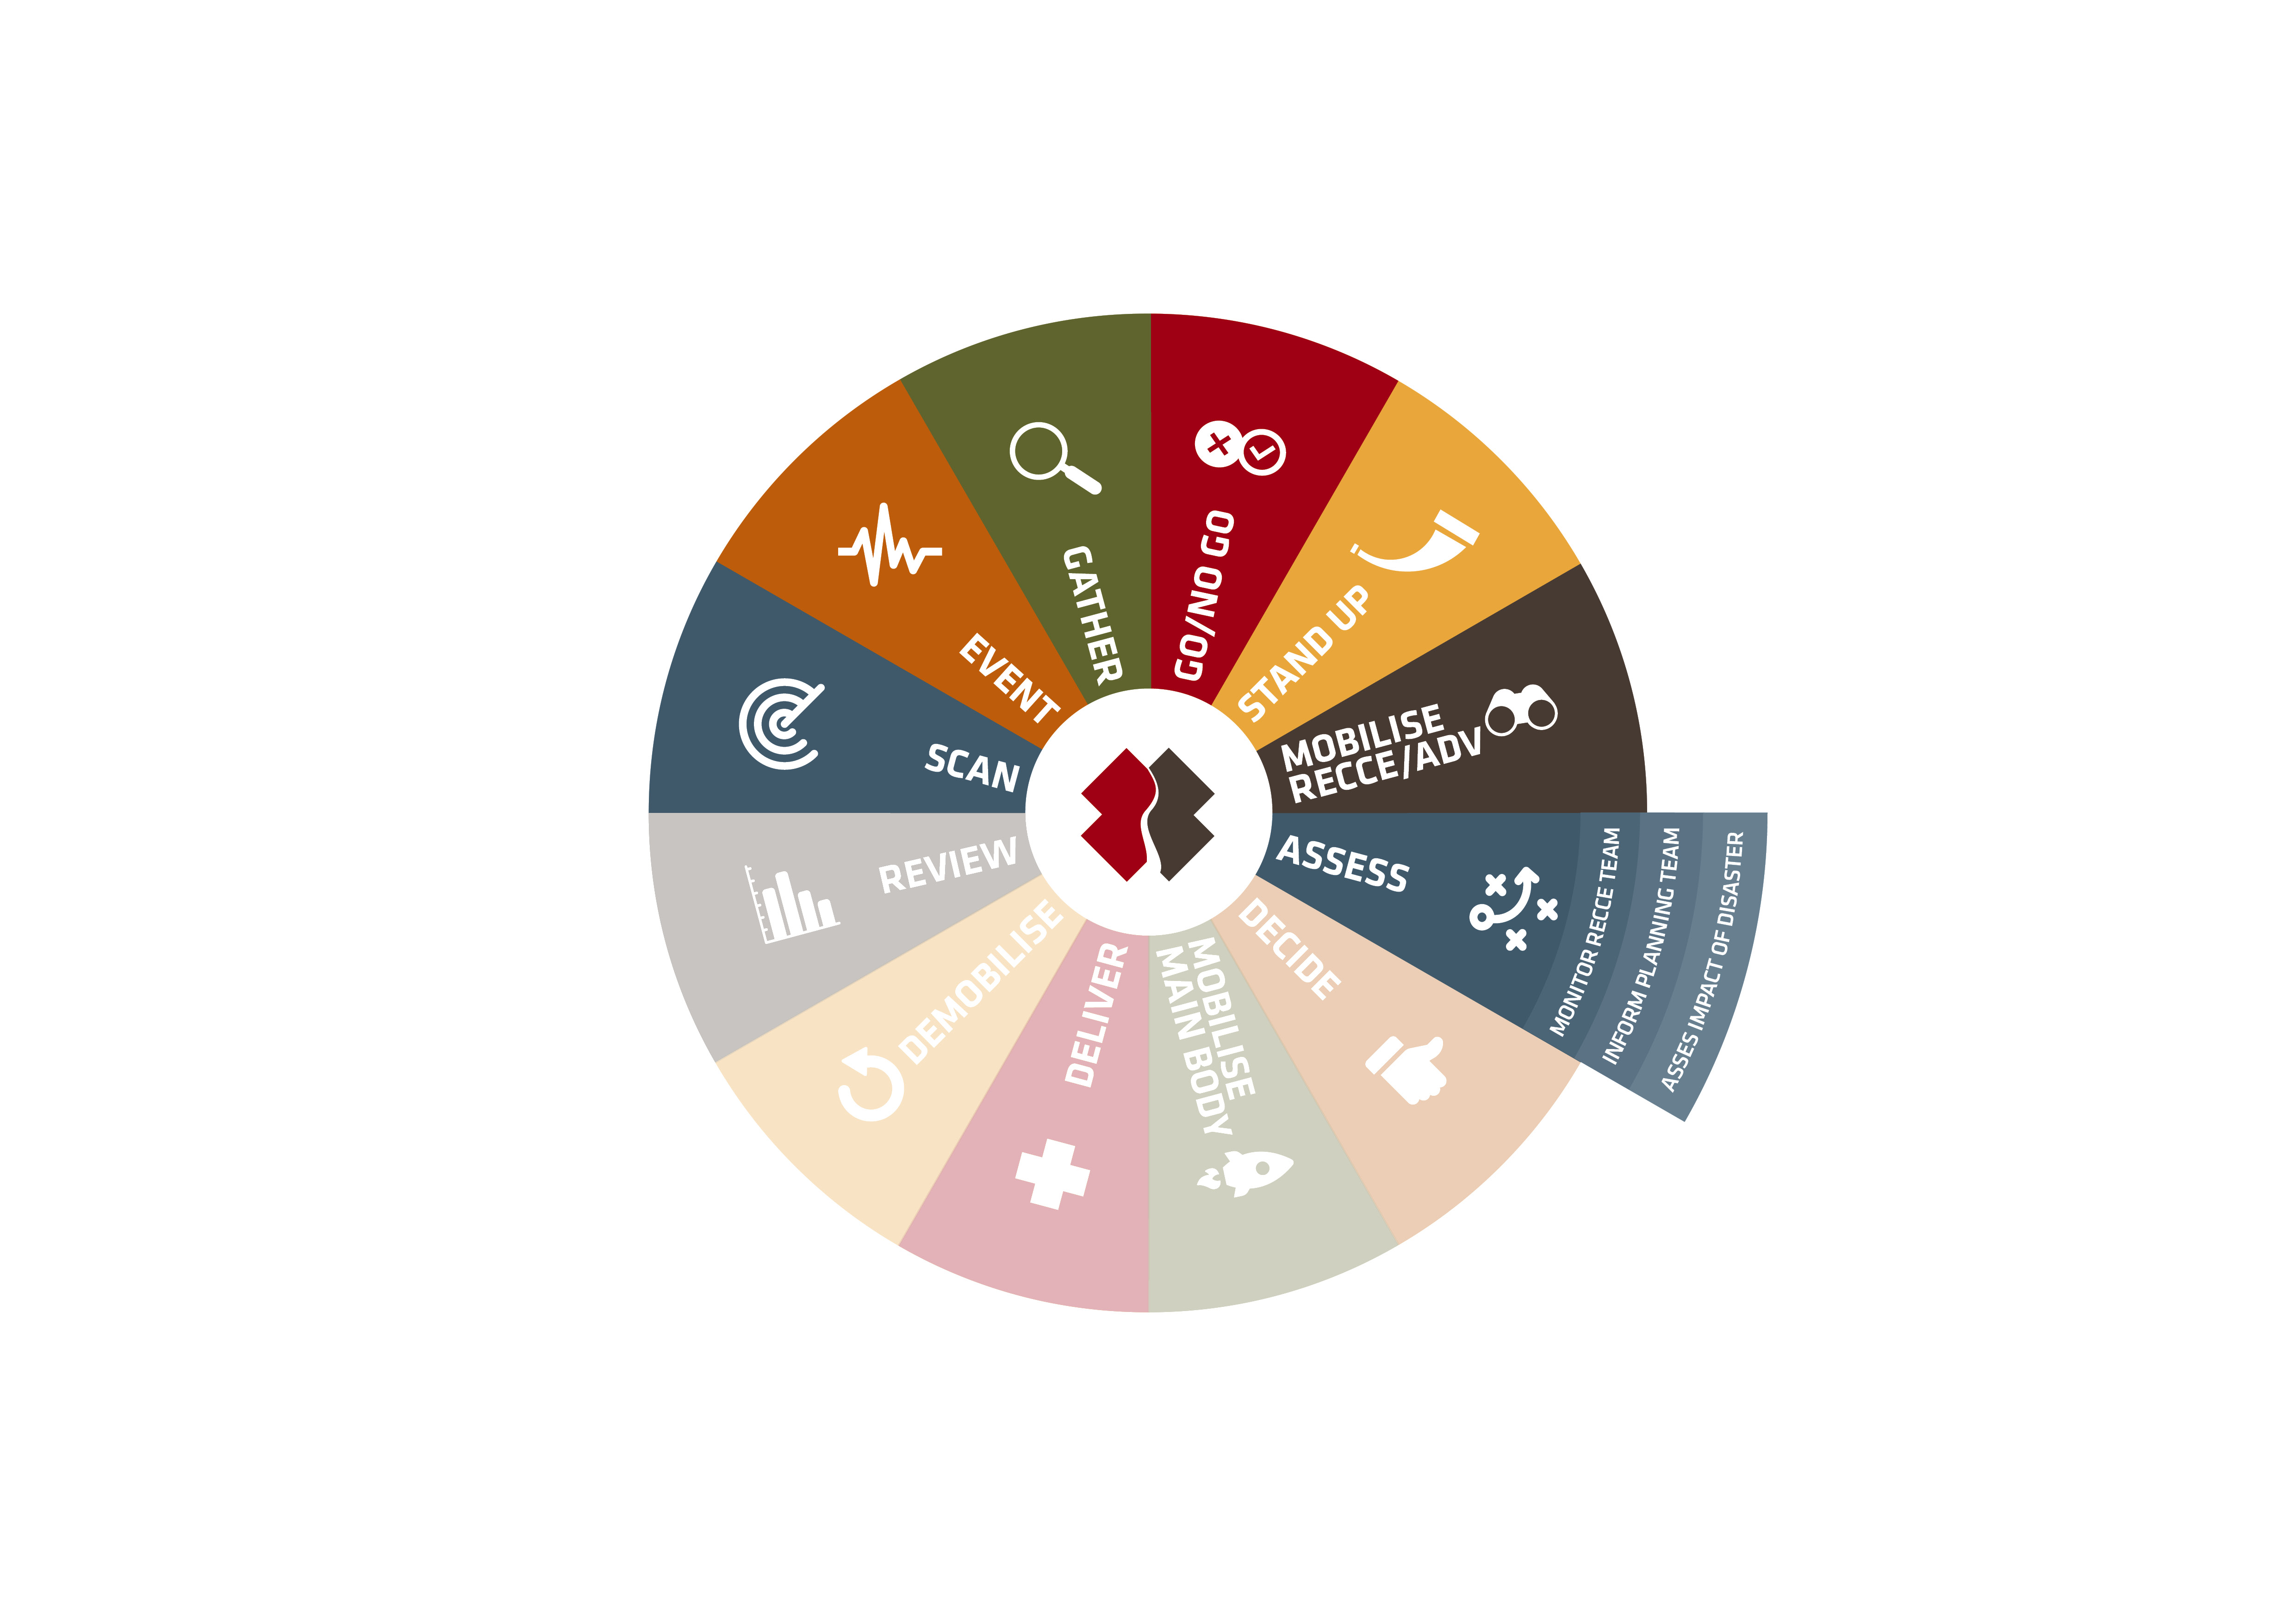 SCAN
EVENT
GATHER
GO/NO GO
STAND UP
MOBILISE
RECCE/ADV
ASSESS
MONITOR RECCE TEAM
INFORM PLANNING TEAM
ASSES IMPACT OF DISASTER
DECIDE
MOBILISE
MAIN BODY
DELIVER
DEMOBILISE
REVIEW